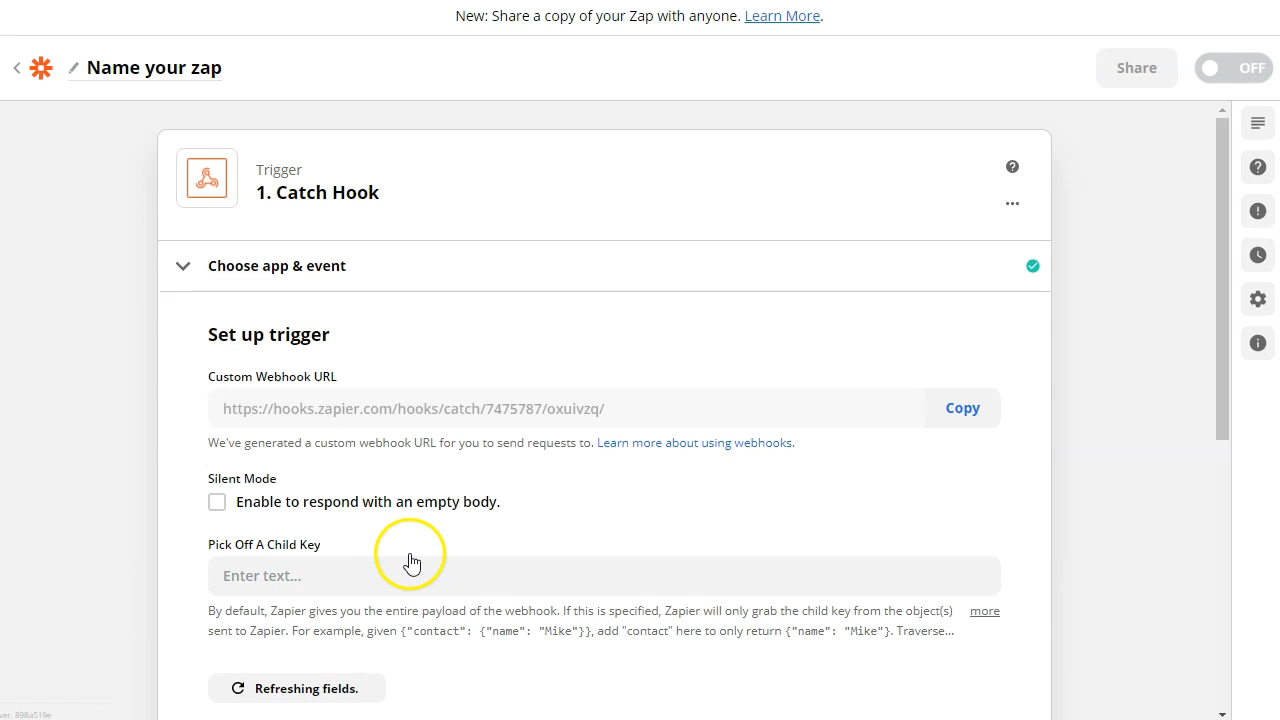 New: Share a copy of your Zap with anyone. Learn More.
Name your zap
Share
OFF
Trigger
1. Catch Hook
Choose app & event
Set up trigger
Custom Webhook URL
https://hooks.zapier.com/hooks/catch/7475787/oxuivzq/
Copy
We've generated a custom webhook URL for you to send requests to. Learn more about using webhooks.
Silent Mode
Enable to respond with an empty body.
Pick Off A Child Key
Enter text...
By default, Zapier gives you the entire payload of the webhook. If this is specified, Zapier will only grab the child key from the object(s) more
sent to Zapier. For example, given {"contact": {"name": "Mike"}}, add "contact" here to only return {"name": "Mike"}. Traverse...
Refreshing fields.
ver. 898a519e